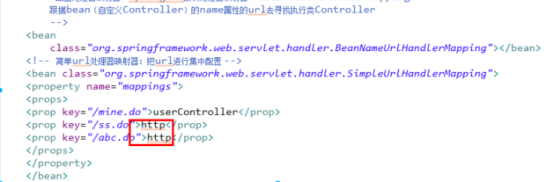 跟据bean（自定义Controller）的name属性的url去寻找执行类Controller
-->
<bean
class="org.springframework.web.servlet.handler.BeanNameUrlHandlerMapping"></bean>
<!-- 简单url处理器映射器：把url进行集中配置 -->
<bean class="org.springframework.web.servlet.handler.SimpleUrlHandlerMapping">
<property name="mappings">
<props>
<prop key="/mine.do">userController</prop>
<prop key="/ss.do">http</prop>
<prop key="/abc.do">http</prop>
</props>
</property>
</bean>